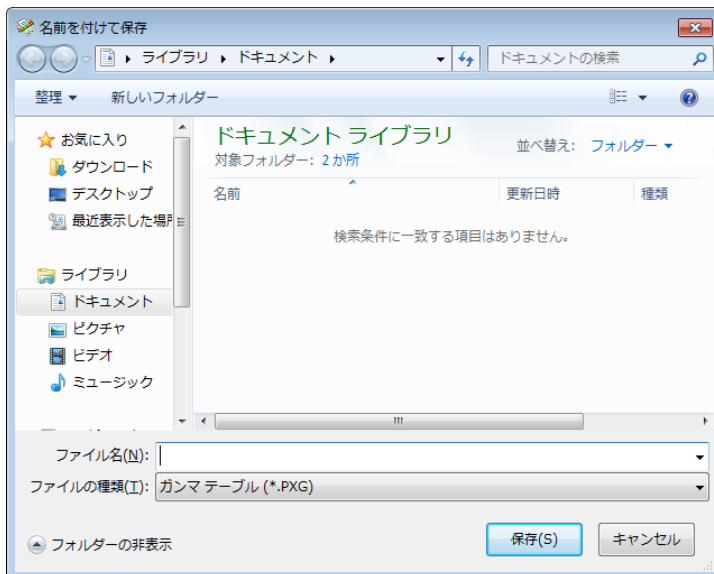 名前を付けて保存
ライブラリ ドキュメント ドキュメントの検索
整理 新しいフォルダー
お気に入り
ダウンロード
デスクトップ
最近表示した場所
ライブラリ
ドキュメント
ピクチャ
ビデオ
ミュージック
ドキュメント ライブラリ
対象フォルダー: 2 か所
並べ替え: フォルダー
名前 更新日時 種類
検索条件に一致する項目はありません。
ファイル名(N):
ファイルの種類(T): ガンマ テーブル (*.PXG)
フォルダーの非表示 保存(S) キャンセル